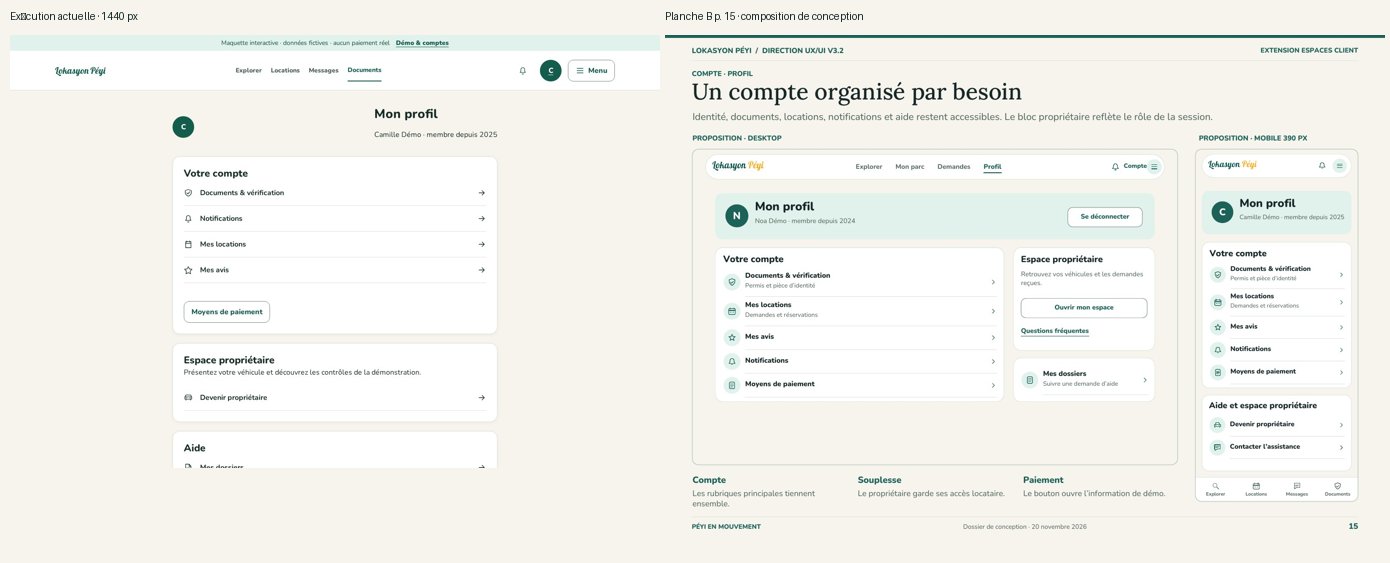 Exécution actuelle · 1440 px
Maquette interactive · données fictives · aucun paiement réel Démo & comptes
Lokasyon Péyi
Explorer Locations Messages Documents
C
Menu
C
Mon profil
Camille Démo · membre depuis 2025
Votre compte
Documents & vérification
Notifications
Mes locations
Mes avis
Moyens de paiement
Espace propriétaire
Présentez votre véhicule et découvrez les contrôles de la démonstration.
Devenir propriétaire
Aide
Mes dossiers
Planche B p. 15 · composition de conception
LOKASYON PÉYI / DIRECTION UX/UI V3.2
EXTENSION ESPACES CLIENT
COMPTE · PROFIL
Un compte organisé par besoin
Identité, documents, locations, notifications et aide restent accessibles. Le bloc propriétaire reflète le rôle de la session.
PROPOSITION · DESKTOP
Lokasyon Péyi
Explorer Mon parc Demandes Profil
Compte
N
Mon profil
Noa Démo · membre depuis 2024
Se déconnecter
Votre compte
Documents & vérification
Permis et pièce d'identité
Mes locations
Demandes et réservations
Mes avis
Notifications
Moyens de paiement
Espace propriétaire
Retrouvez vos véhicules et les demandes
reçues.
Ouvrir mon espace
Questions fréquentes
Mes dossiers
Suivre une demande d'aide
PROPOSITION · MOBILE 390 PX
Lokasyon Péyi
C
Mon profil
Camille Démo · membre depuis 2025
Votre compte
Documents & vérification
Permis et pièce d'identité
Mes locations
Demandes et réservations
Mes avis
Notifications
Moyens de paiement
Aide et espace propriétaire
Devenir propriétaire
Contacter l'assistance
Explorer Locations Messages Documents
Compte
Les rubriques principales tiennent
ensemble.
Souplesse
Le propriétaire garde ses accès locataire.
Paiement
Le bouton ouvre l'information de démo.
PÉYI EN MOUVEMENT
Dossier de conception · 20 novembre 2026
15